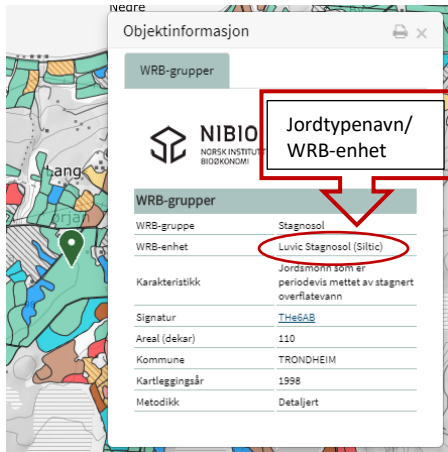 Nedre
Objektinformasjon
WRB-grupper
NIBIO
NORSK INSTITUTT
BIOØKONOMI
Jordtypenavn/
WRB-enhet
Lang
WRB-grupper
WRB-gruppe Stagnosol
WRB-enhet Luvic Stagnosol (Siltic)
Karakteristikk Jordsmonn som er
periodevis mettet av stagnert
overflatevann
Signatur THe6AB
Areal (dekar) 110
Kommune TRONDHEIM
Kartleggingsår 1998
Metodikk Detaljert